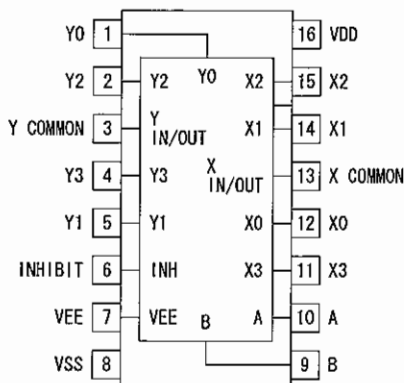 Y0 1 Y0 16 VDD
Y2 2 Y2 X2 15 X2
Y COMMON 3 Y IN/OUT X1 14 X1
Y3 4 Y3 X IN/OUT 13 X COMMON
Y1 5 Y1 X0 12 X0
INHIBIT 6 INH X3 11 X3
VEE 7 VEE B A 10 A
VSS 8 9 B